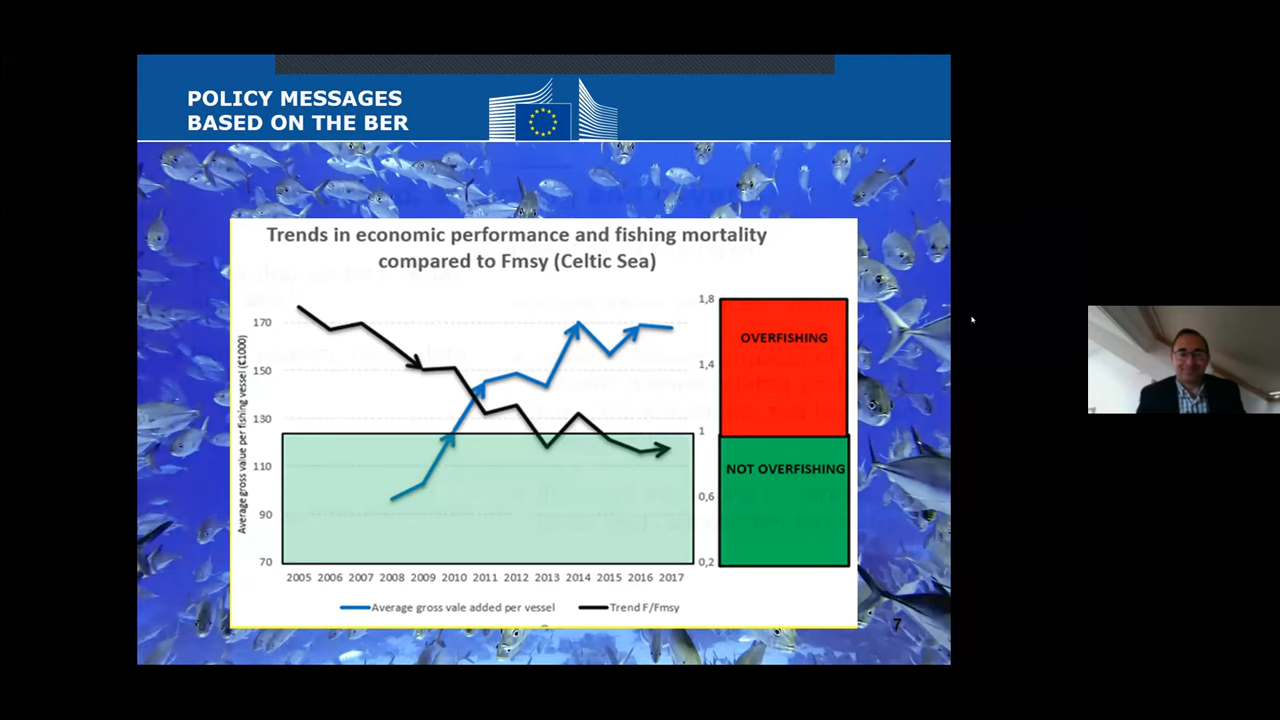 POLICY MESSAGES
BASED ON THE BER
Trends in economic performance and fishing mortality
compared to Fmsy (Celtic Sea)
Average gross value per fishing vessel (€1000)
170
150
130
110
90
70
1,8
1,4
1
0,6
0,2
OVERFISHING
NOT OVERFISHING
2005 2006 2007 2008 2009 2010 2011 2012 2013 2014 2015 2016 2017
Average gross vale added per vessel
Trend F/Fmsy
7